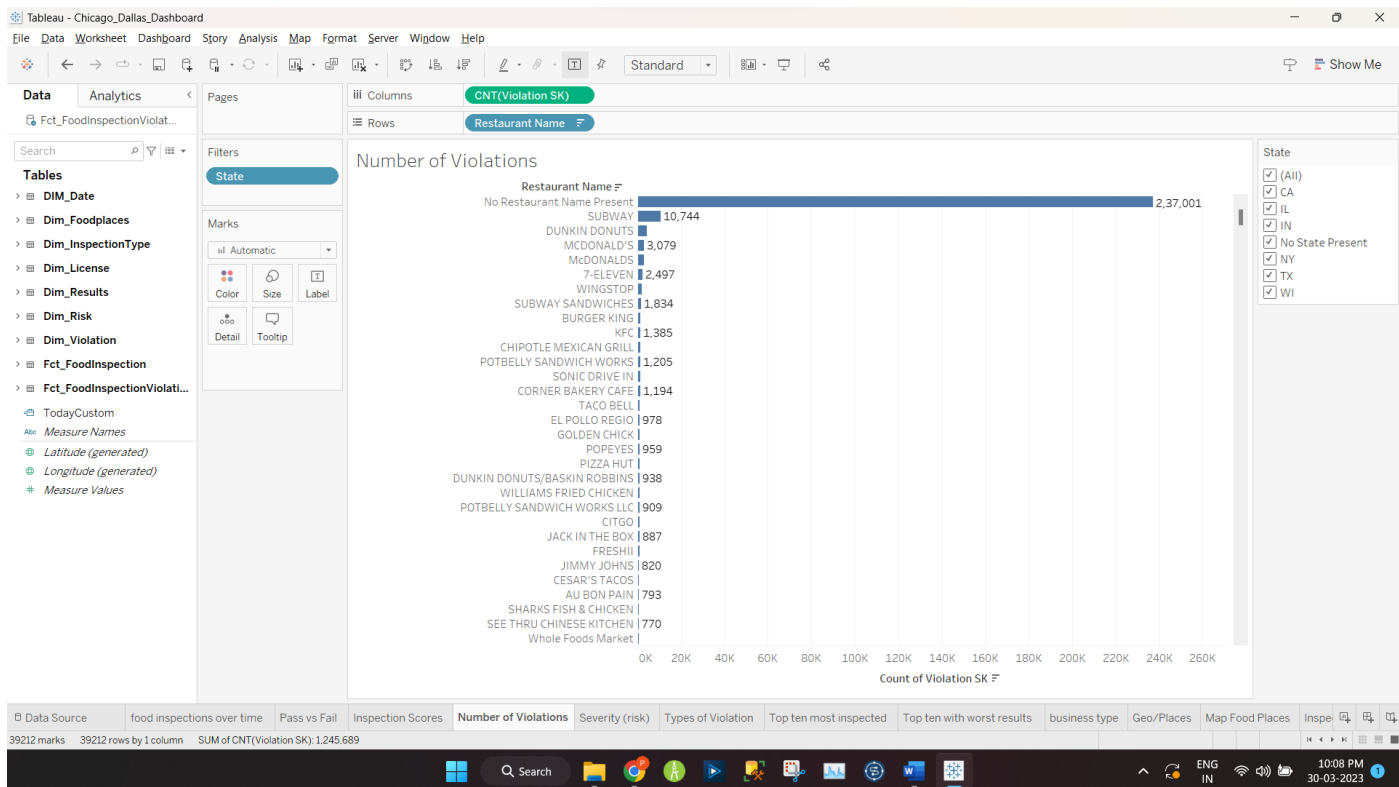 Tableau - Chicago_Dallas_Dashboard
File Data Worksheet Dashboard Story Analysis Map Format Server Window Help
Standard
Show Me
Data Analytics
Fct_FoodInspectionViolat...
Search
Tables
DIM_Date
Dim_Foodplaces
Dim_InspectionType
Dim_License
Dim_Results
Dim_Risk
Dim_Violation
Fct_FoodInspection
Fct_FoodInspectionViolati...
TodayCustom
Abc Measure Names
Latitude (generated)
Longitude (generated)
# Measure Values
Pages
Filters
State
Marks
Automatic
Color Size Label
Detail Tooltip
Columns CNT(Violation SK)
Rows Restaurant Name
Number of Violations
Restaurant Name
No Restaurant Name Present 2,37,001
SUBWAY 10,744
DUNKIN DONUTS
MCDONALD'S 3,079
McDONALDS
7-ELEVEN 2,497
WINGSTOP
SUBWAY SANDWICHES 1,834
BURGER KING
KFC 1,385
CHIPOTLE MEXICAN GRILL
POTBELLY SANDWICH WORKS 1,205
SONIC DRIVE IN
CORNER BAKERY CAFE 1,194
TACO BELL
EL POLLO REGIO 978
GOLDEN CHICK
POPEYES 959
PIZZA HUT
DUNKIN DONUTS/BASKIN ROBBINS 938
WILLIAMS FRIED CHICKEN
POTBELLY SANDWICH WORKS LLC 909
CITGO
JACK IN THE BOX 887
FRESHII
JIMMY JOHNS 820
CESAR'S TACOS
AU BON PAIN 793
SHARKS FISH & CHICKEN
SEE THRU CHINESE KITCHEN 770
Whole Foods Market
0K 20K 40K 60K 80K 100K 120K 140K 160K 180K 200K 220K 240K 260K
Count of Violation SK
State
(All)
CA
IL
IN
No State Present
NY
TX
WI
Data Source food inspections over time Pass vs Fail Inspection Scores Number of Violations Severity (risk) Types of Violation Top ten most inspected Top ten with worst results business type Geo/Places Map Food Places Inspe
39212 marks 39212 rows by 1 column SUM of CNT(Violation SK): 1,245,689
Search
ENG
IN
10:08 PM
30-03-2023
1